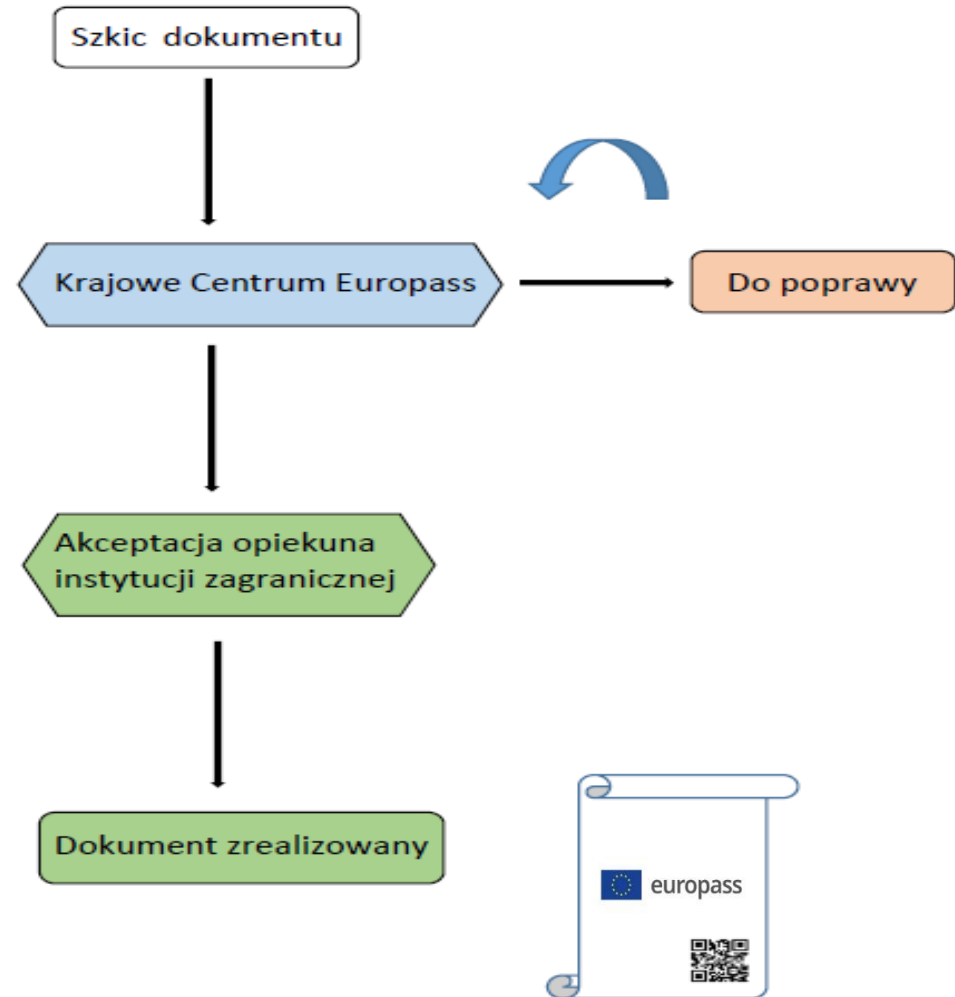 Szkic dokumentu
Krajowe Centrum Europass
Do poprawy
Akceptacja opiekuna
instytucji zagranicznej
Dokument zrealizowany
europass